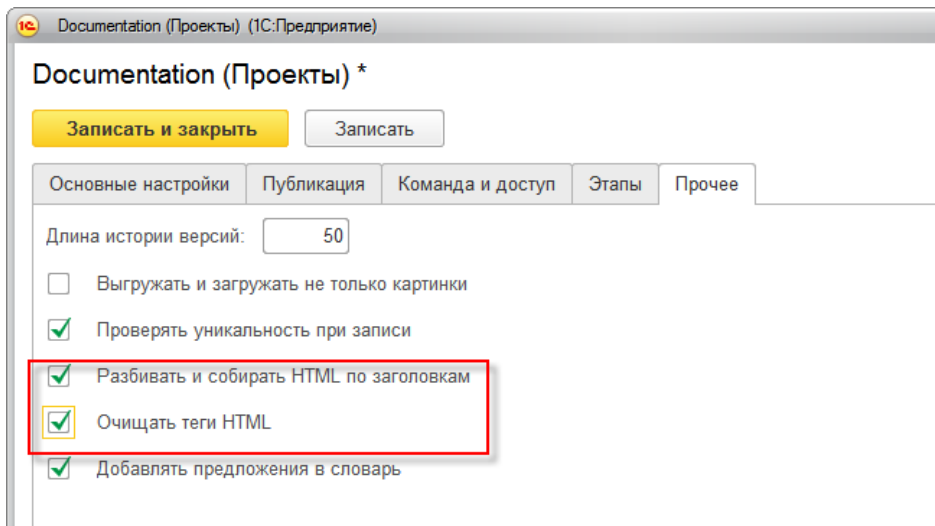 1С Documentation (Проекты) (1С:Предприятие)
Documentation (Проекты) *
Записать и закрыть Записать
Основные настройки Публикация Команда и доступ Этапы Прочее
Длина истории версий: 50
Выгружать и загружать не только картинки
Проверять уникальность при записи
Разбивать и собирать HTML по заголовкам
Очищать теги HTML
Добавлять предложения в словарь